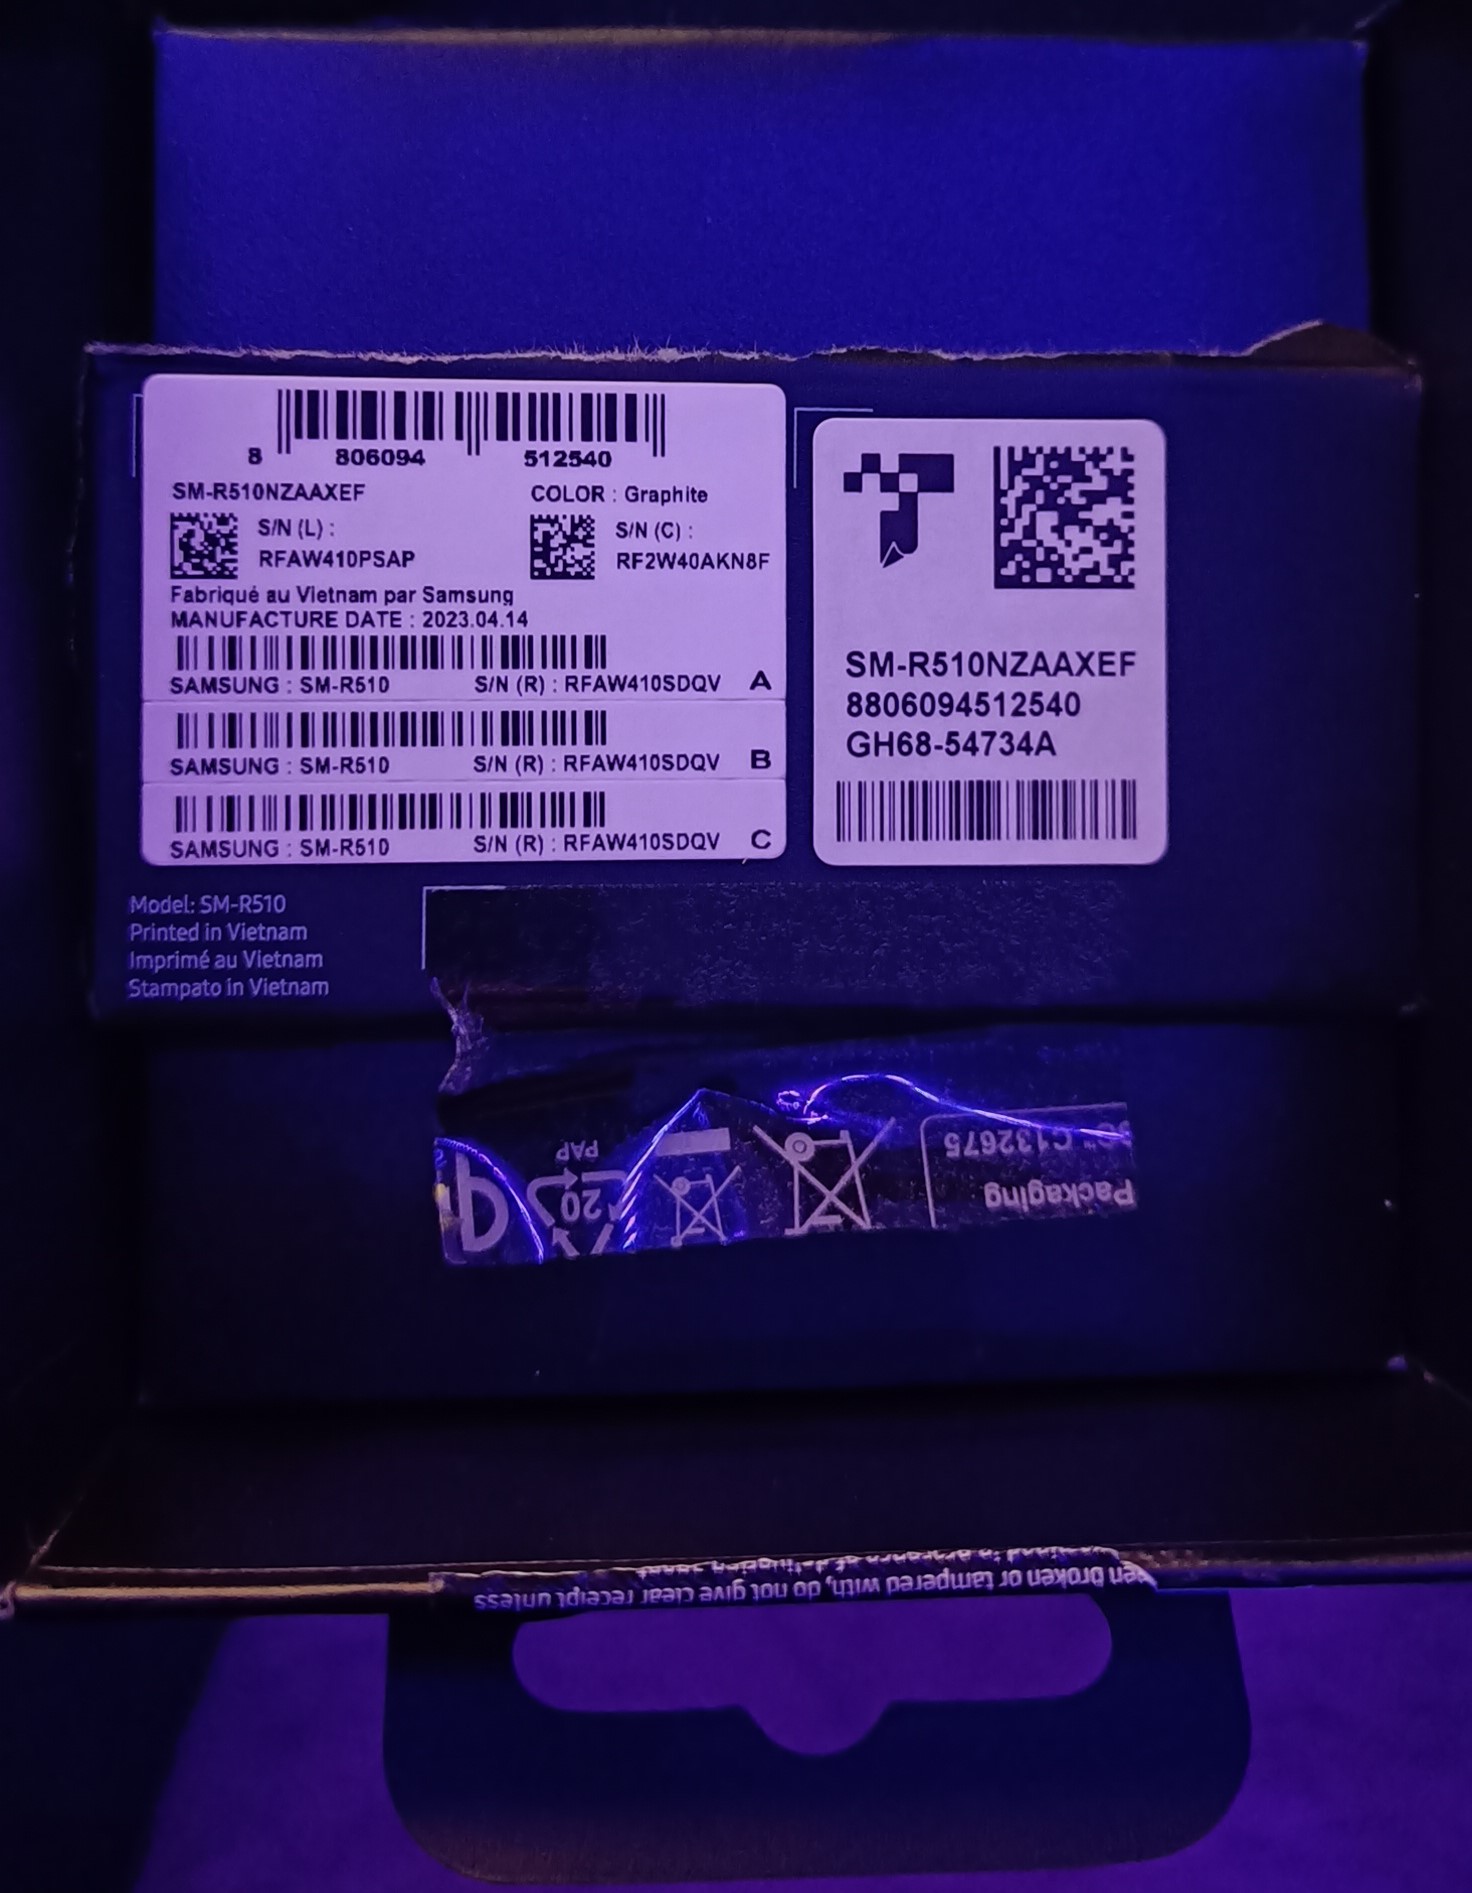 8 806094 512540
SM-R510NZAAXEF COLOR : Graphite
S/N (L) : S/N (C) :
RFAW410PSAP RF2W40AKN8F
Fabriqué au Vietnam par Samsung
MANUFACTURE DATE : 2023.04.14
SAMSUNG : SM-R510 S/N (R) : RFAW410SDQV A
SAMSUNG : SM-R510 S/N (R) : RFAW410SDQV B
SAMSUNG : SM-R510 S/N (R) : RFAW410SDQV C
SM-R510NZAAXEF
8806094512540
GH68-54734A
Model: SM-R510
Printed in Vietnam
Imprimé au Vietnam
Stampato in Vietnam
Packaging
C132675
20
PAP
en broken or tampered with, do not give clear receipt unless